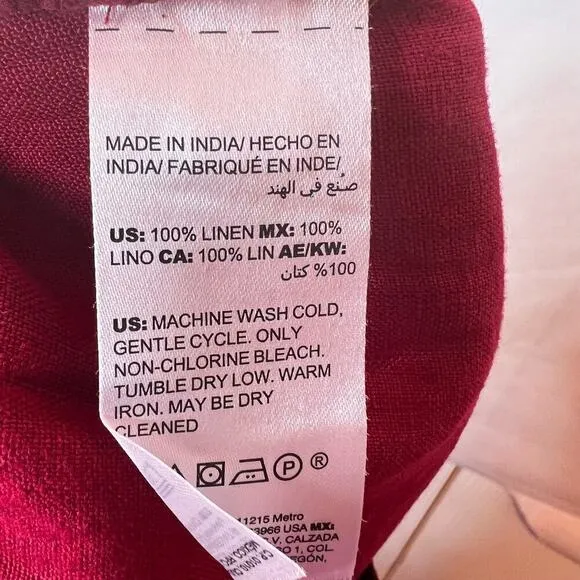 MADE IN INDIA/ HECHO EN
INDIA/ FABRIQUÉ EN INDE/
صُنع في الهند
US: 100% LINEN MX: 100%
LINO CA: 100% LIN AE/KW:
100% كتان
US: MACHINE WASH COLD,
GENTLE CYCLE. ONLY
NON-CHLORINE BLEACH.
TUMBLE DRY LOW. WARM
IRON. MAY BE DRY
CLEANED
P ®
11215 Metro
USA MX:
CALZADA
COL.